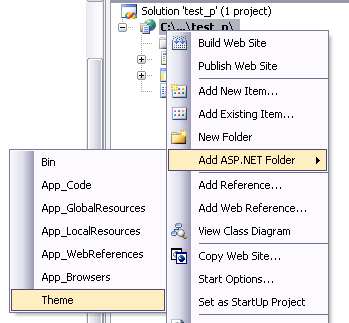 Solution 'test_p' (1 project)
C:\...\test_p\
Build Web Site
Publish Web Site
Add New Item...
Add Existing Item...
New Folder
Add ASP.NET Folder
Add Reference...
Add Web Reference...
View Class Diagram
Copy Web Site...
Start Options...
Set as StartUp Project
Bin
App_Code
App_GlobalResources
App_LocalResources
App_WebReferences
App_Browsers
Theme